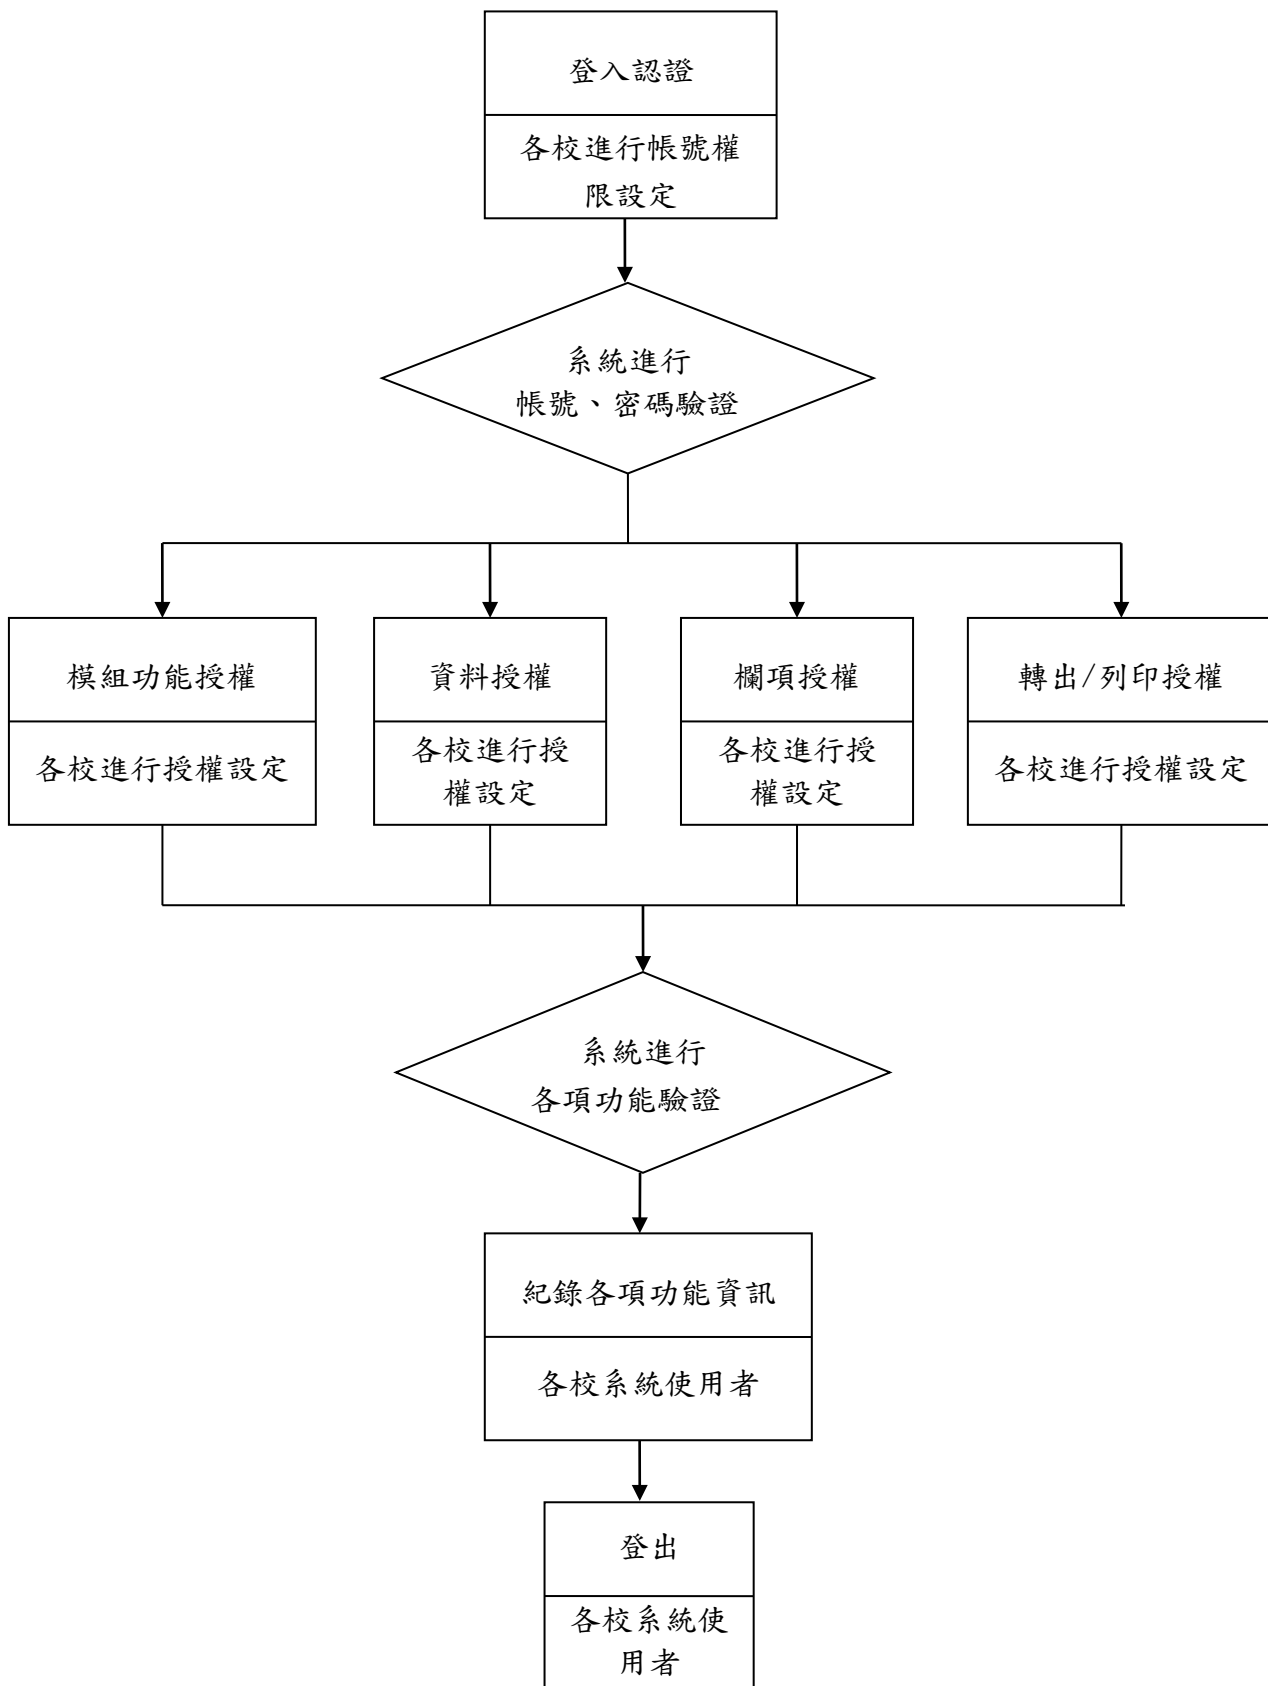 登入認證
各校進行帳號權
限設定
系統進行
帳號、密碼驗證
模組功能授權
各校進行授權設定
資料授權
各校進行授
權設定
欄項授權
各校進行授
權設定
轉出/列印授權
各校進行授權設定
系統進行
各項功能驗證
紀錄各項功能資訊
各校系統使用者
登出
各校系統使
用者